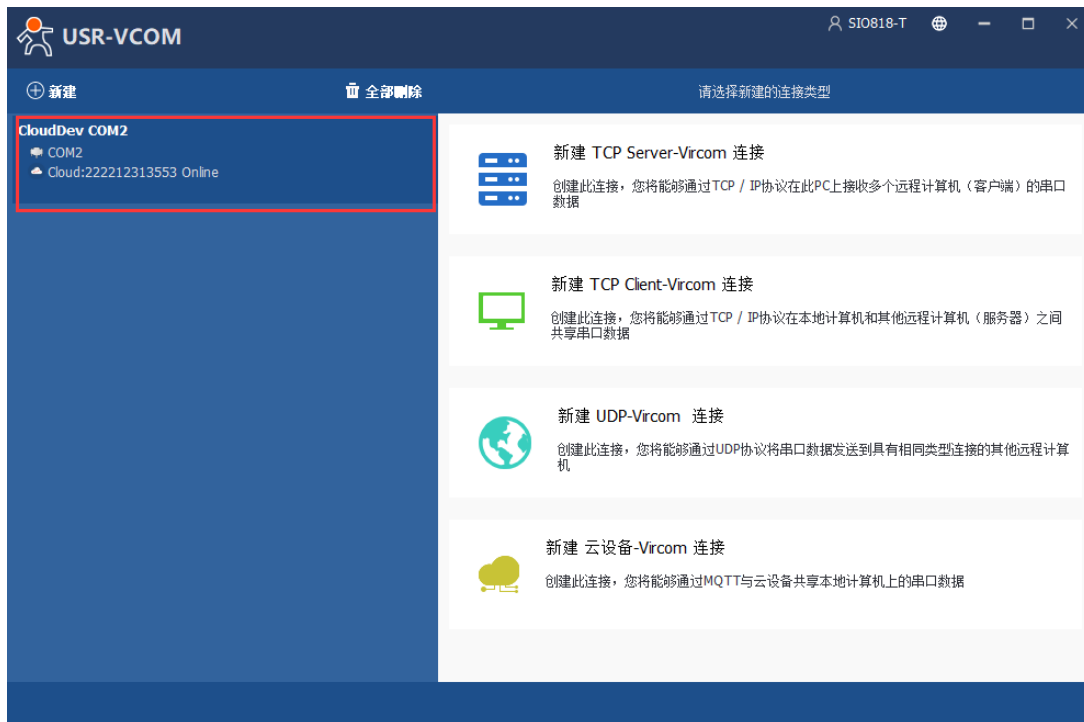 USR-VCOM
SIO818-T
新建
全部删除
请选择新建的连接类型
CloudDev COM2
COM2
Cloud:222212313553 Online
新建 TCP Server-Vircom 连接
创建此连接，您将能够通过TCP / IP协议在此PC上接收多个远程计算机（客户端）的串口
数据
新建 TCP Client-Vircom 连接
创建此连接，您将能够通过TCP / IP协议在本地计算机和其他远程计算机（服务器）之间
共享串口数据
新建 UDP-Vircom 连接
创建此连接，您将能够通过UDP协议将串口数据发送到具有相同类型连接的其他远程计算
机
新建 云设备-Vircom 连接
创建此连接，您将能够通过MQTT与云设备共享本地计算机上的串口数据